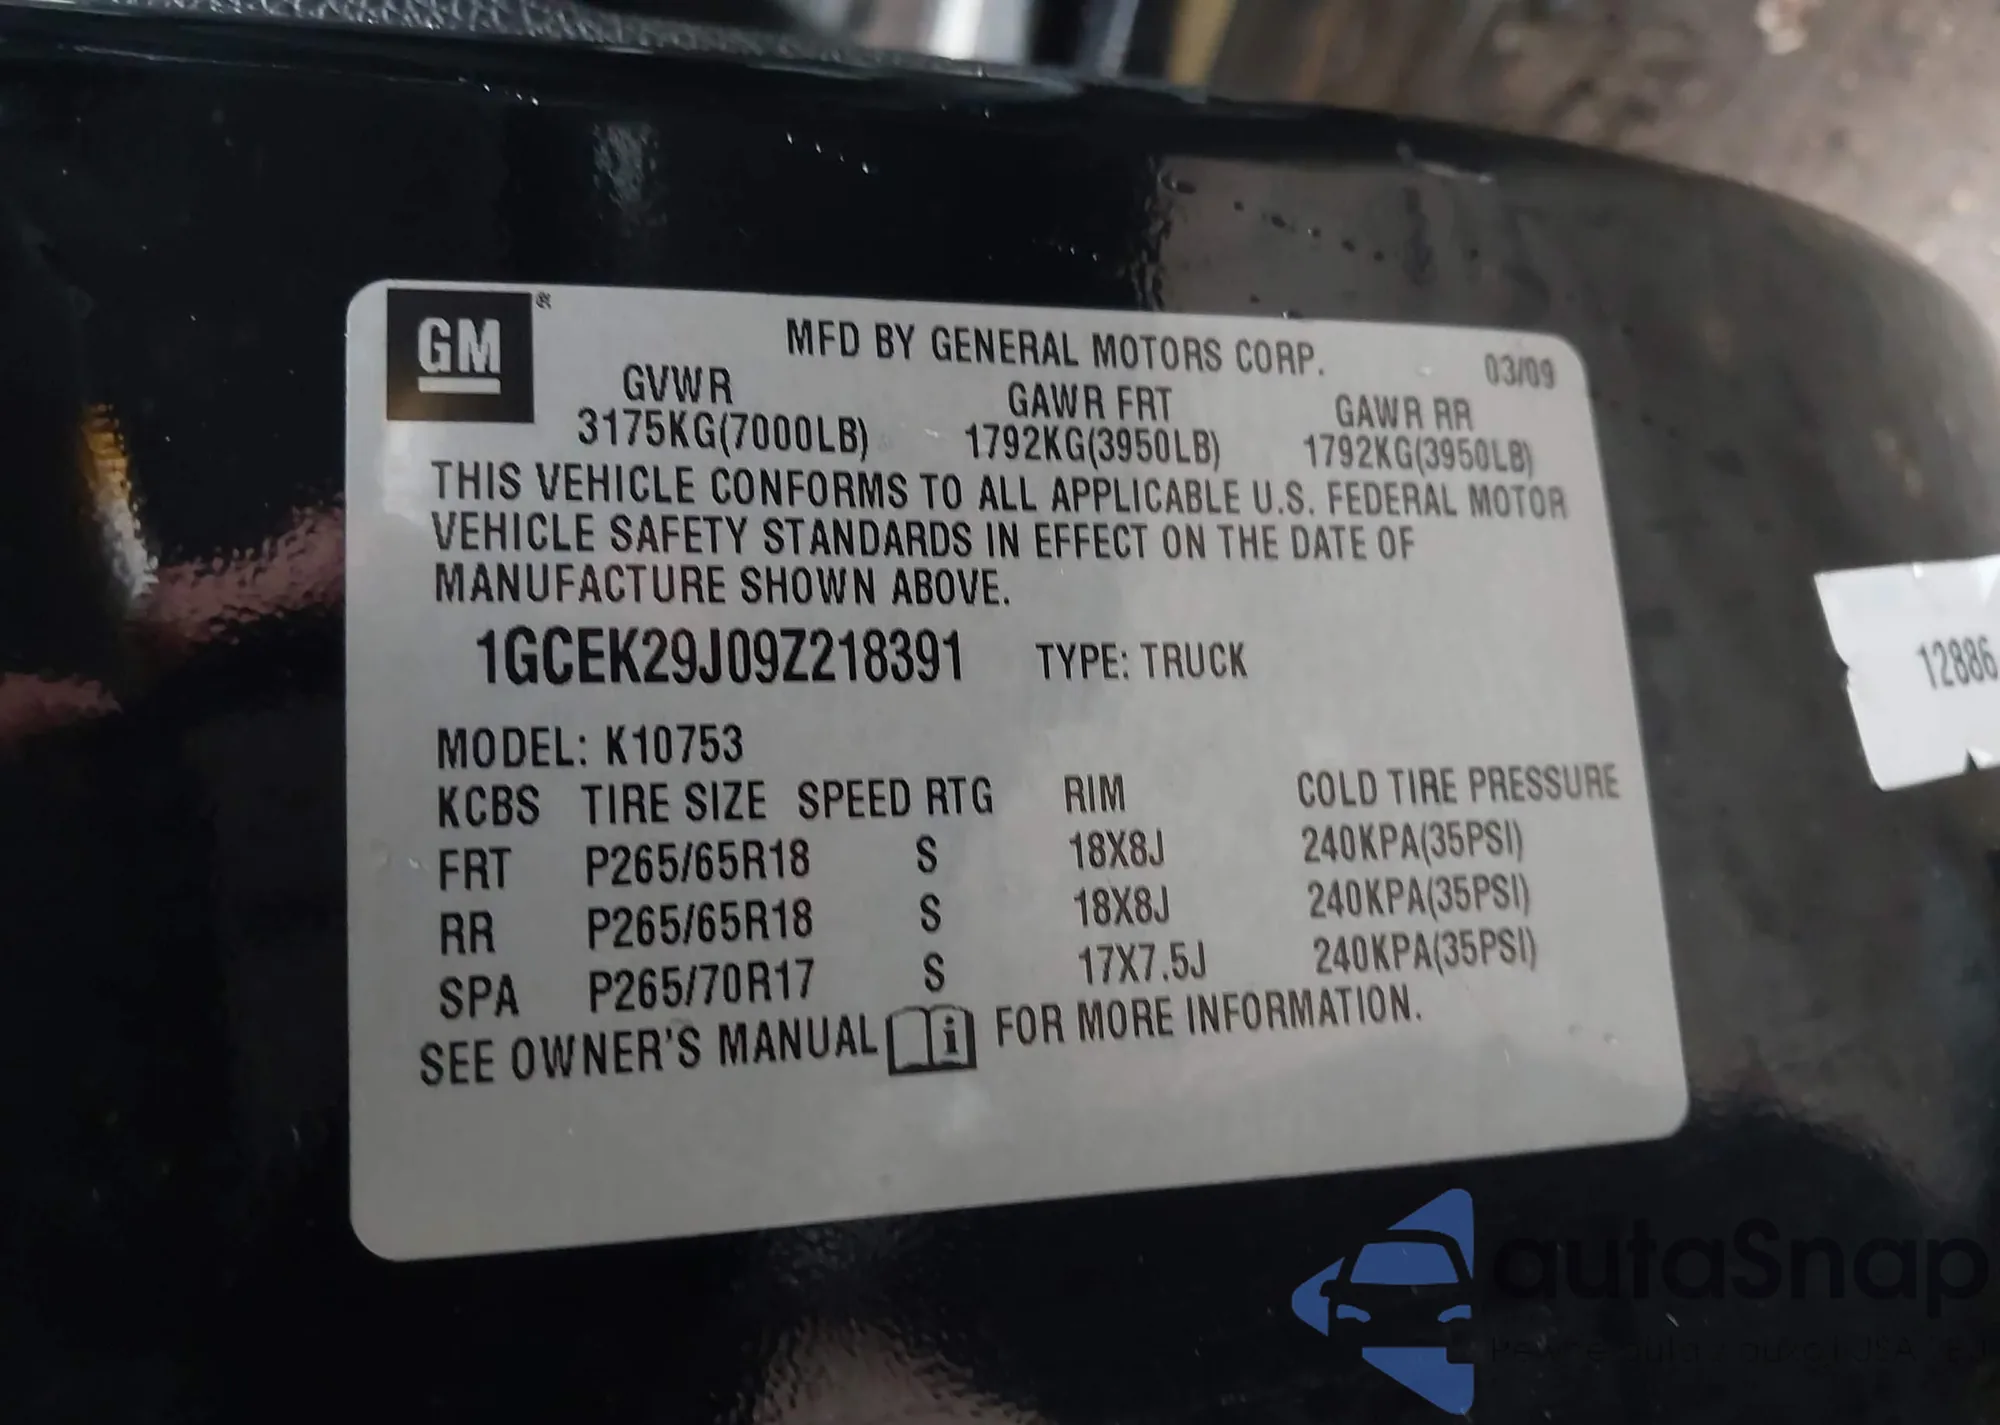 GM ®
MFD BY GENERAL MOTORS CORP. 03/09
GVWR GAWR FRT GAWR RR
3175KG(7000LB) 1792KG(3950LB) 1792KG(3950LB)
THIS VEHICLE CONFORMS TO ALL APPLICABLE U.S. FEDERAL MOTOR
VEHICLE SAFETY STANDARDS IN EFFECT ON THE DATE OF
MANUFACTURE SHOWN ABOVE.
1GCEK29J09Z218391 TYPE: TRUCK
MODEL: K10753
KCBS TIRE SIZE SPEED RTG RIM COLD TIRE PRESSURE
FRT P265/65R18 S 18X8J 240KPA(35PSI)
RR P265/65R18 S 18X8J 240KPA(35PSI)
SPA P265/70R17 S 17X7.5J 240KPA(35PSI)
SEE OWNER'S MANUAL i FOR MORE INFORMATION.
12886
autaSnap